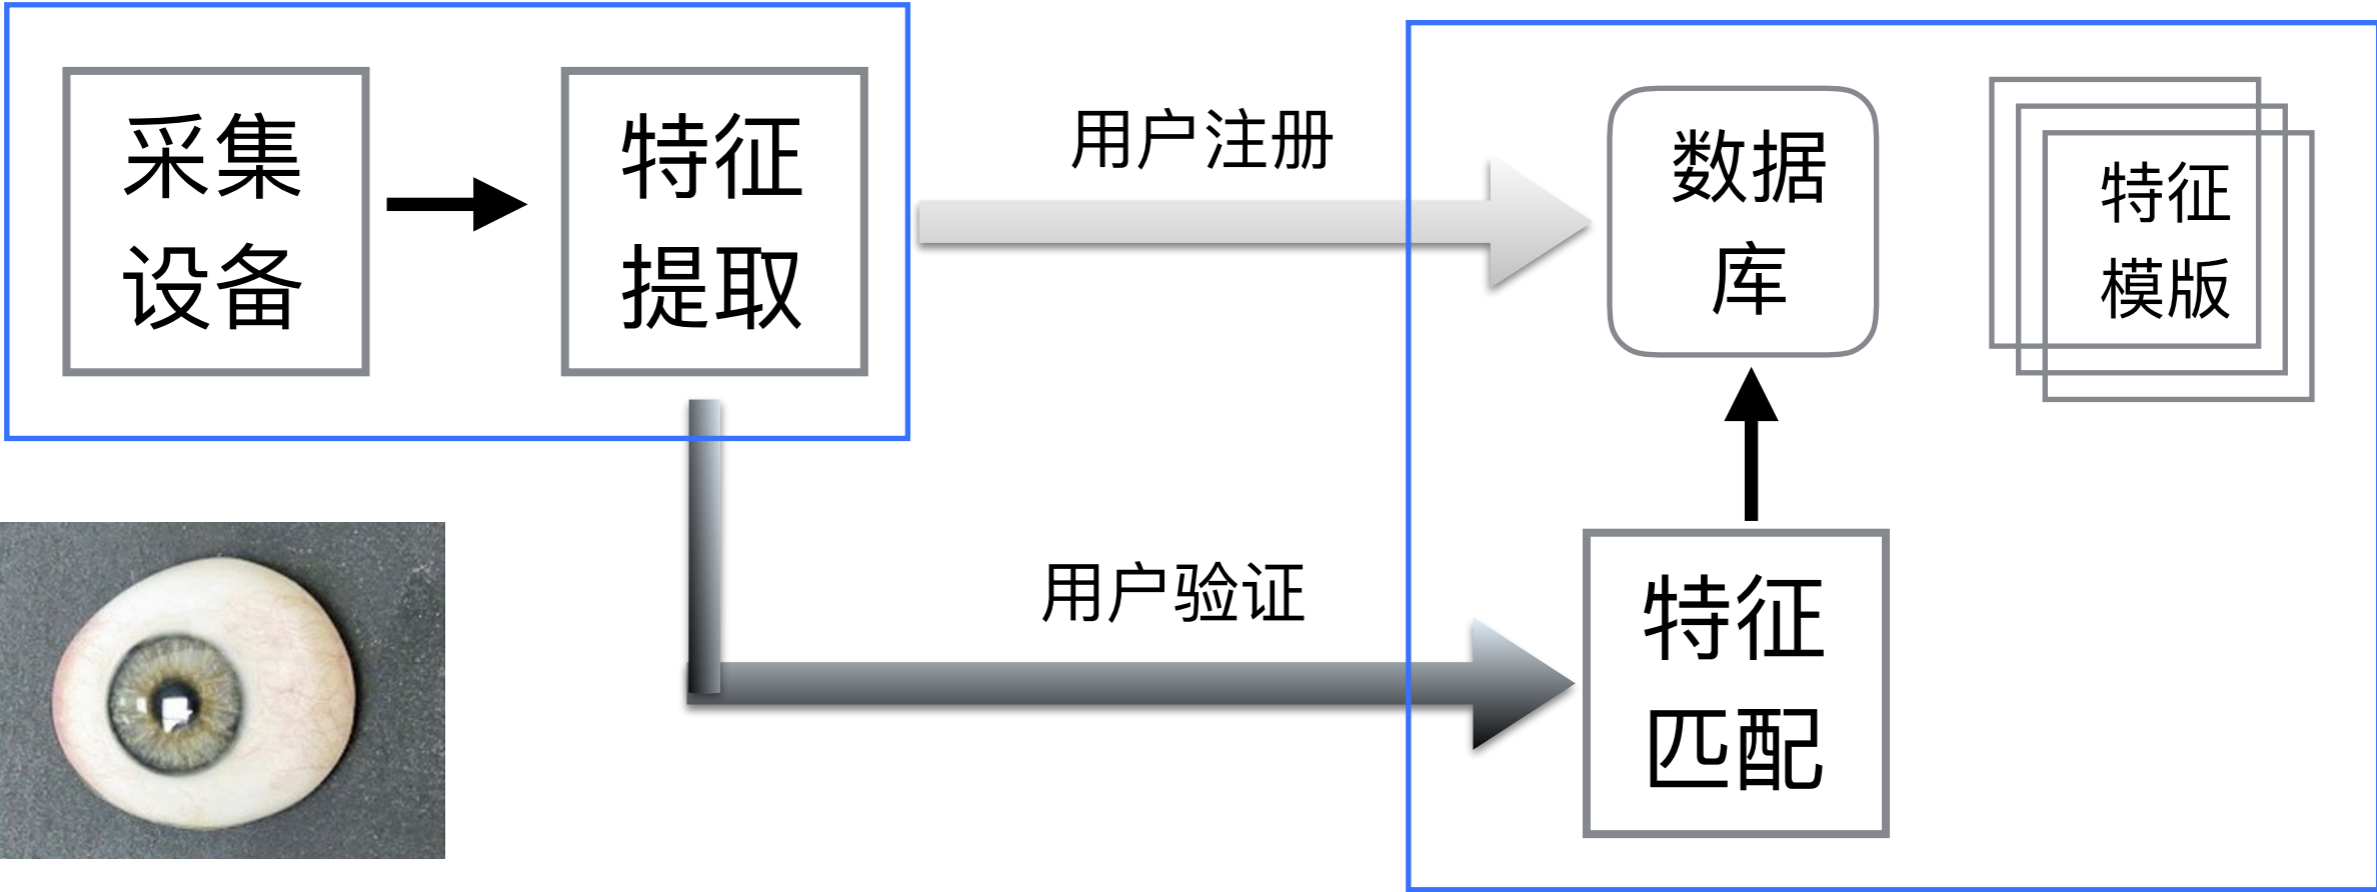 采集
设备
特征
提取
用户注册
数据
库
特征
模版
用户验证
特征
匹配